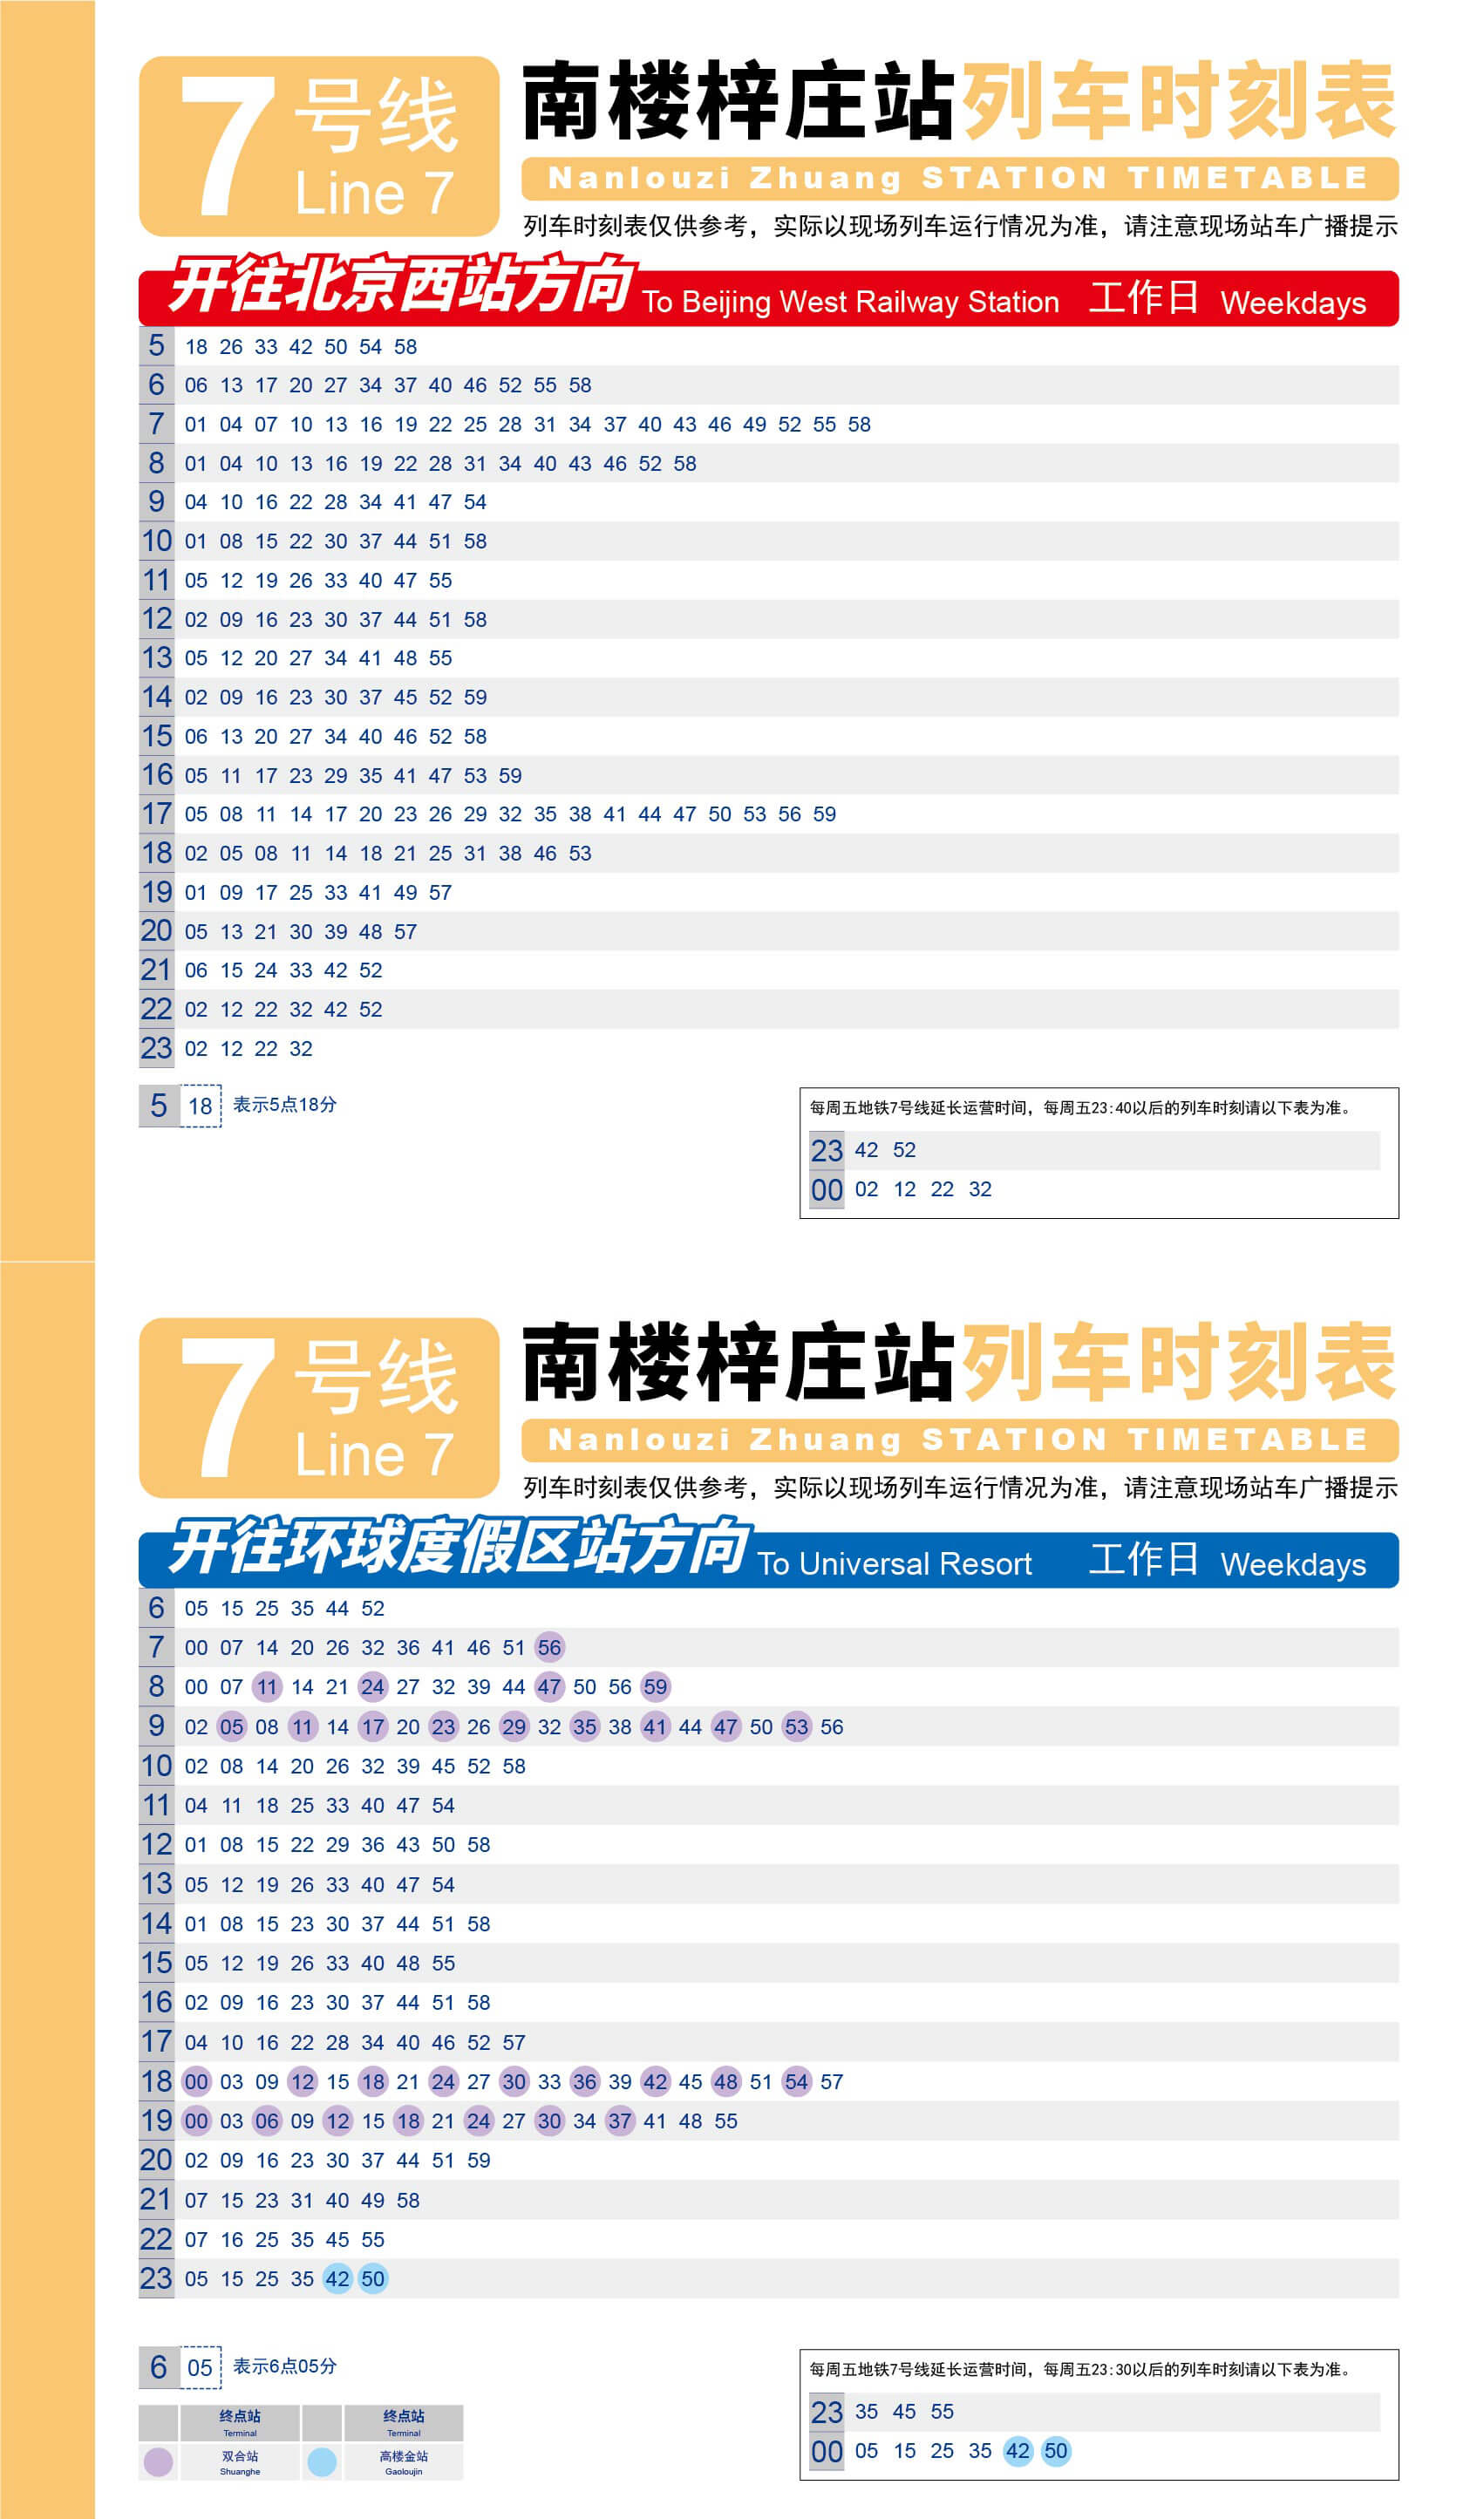 7 号线
Line 7
南楼梓庄站列车时刻表
Nanlouzi Zhuang STATION TIMETABLE
列车时刻表仅供参考，实际以现场列车运行情况为准，请注意现场站车广播提示
开往北京西站方向 To Beijing West Railway Station 工作日 Weekdays
5 18 26 33 42 50 54 58
6 06 13 17 20 27 34 37 40 46 52 55 58
7 01 04 07 10 13 16 19 22 25 28 31 34 37 40 43 46 49 52 55 58
8 01 04 10 13 16 19 22 28 31 34 40 43 46 52 58
9 04 10 16 22 28 34 41 47 54
10 01 08 15 22 30 37 44 51 58
11 05 12 19 26 33 40 47 55
12 02 09 16 23 30 37 44 51 58
13 05 12 20 27 34 41 48 55
14 02 09 16 23 30 37 45 52 59
15 06 13 20 27 34 40 46 52 58
16 05 11 17 23 29 35 41 47 53 59
17 05 08 11 14 17 20 23 26 29 32 35 38 41 44 47 50 53 56 59
18 02 05 08 11 14 18 21 25 31 38 46 53
19 01 09 17 25 33 41 49 57
20 05 13 21 30 39 48 57
21 06 15 24 33 42 52
22 02 12 22 32 42 52
23 02 12 22 32
5 18 表示5点18分
每周五地铁7号线延长运营时间，每周五23:40以后的列车时刻请以下表为准。
23 42 52
00 02 12 22 32
7 号线
Line 7
南楼梓庄站列车时刻表
Nanlouzi Zhuang STATION TIMETABLE
列车时刻表仅供参考，实际以现场列车运行情况为准，请注意现场站车广播提示
开往环球度假区站方向 To Universal Resort 工作日 Weekdays
6 05 15 25 35 44 52
7 00 07 14 20 26 32 36 41 46 51 56
8 00 07 11 14 21 24 27 32 39 44 47 50 56 59
9 02 05 08 11 14 17 20 23 26 29 32 35 38 41 44 47 50 53 56
10 02 08 14 20 26 32 39 45 52 58
11 04 11 18 25 33 40 47 54
12 01 08 15 22 29 36 43 50 58
13 05 12 19 26 33 40 47 54
14 01 08 15 23 30 37 44 51 58
15 05 12 19 26 33 40 48 55
16 02 09 16 23 30 37 44 51 58
17 04 10 16 22 28 34 40 46 52 57
18 00 03 09 12 15 18 21 24 27 30 33 36 39 42 45 48 51 54 57
19 00 03 06 09 12 15 18 21 24 27 30 34 37 41 48 55
20 02 09 16 23 30 37 44 51 59
21 07 15 23 31 40 49 58
22 07 16 25 35 45 55
23 05 15 25 35 42 50
6 05 表示6点05分
终点站 终点站
Terminal Terminal
双合站 高楼金站
Shuanghe Gaoloujin
每周五地铁7号线延长运营时间，每周五23:30以后的列车时刻请以下表为准。
23 35 45 55
00 05 15 25 35 42 50